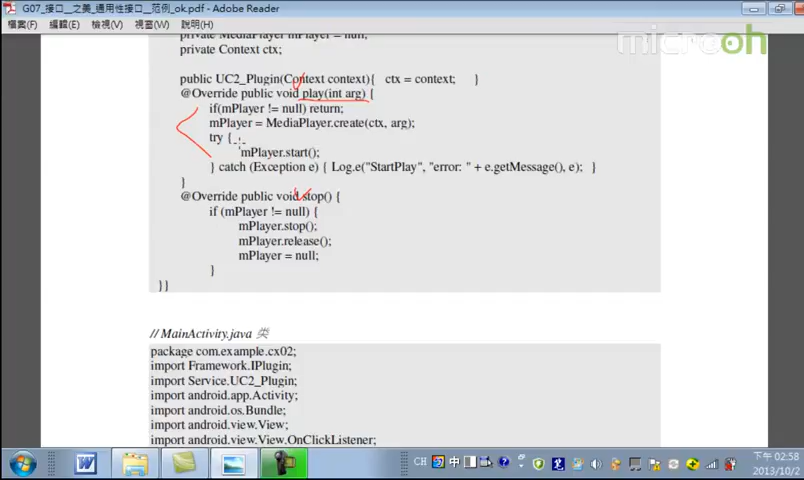 G07_接口__之美_通用性接口__范例_ok.pdf - Adobe Reader
檔案(F) 編輯(E) 檢視(V) 視窗(W) 說明(H)
microoh
private MediaPlayer mPlayer = null;
private Context ctx;
public UC2_Plugin(Context context){ ctx = context; }
@Override public void play(int arg) {
if(mPlayer != null) return;
mPlayer = MediaPlayer.create(ctx, arg);
try {
mPlayer.start();
} catch (Exception e) { Log.e("StartPlay", "error: " + e.getMessage(), e); }
}
@Override public void stop() {
if (mPlayer != null) {
mPlayer.stop();
mPlayer.release();
mPlayer = null;
}
}}
// MainActivity.java 类
package com.example.cx02;
import Framework.IPlugin;
import Service.UC2_Plugin;
import android.app.Activity;
import android.os.Bundle;
import android.view.View;
import android.view.View.OnClickListener;
CH 中
下午 02:58
2013/10/2